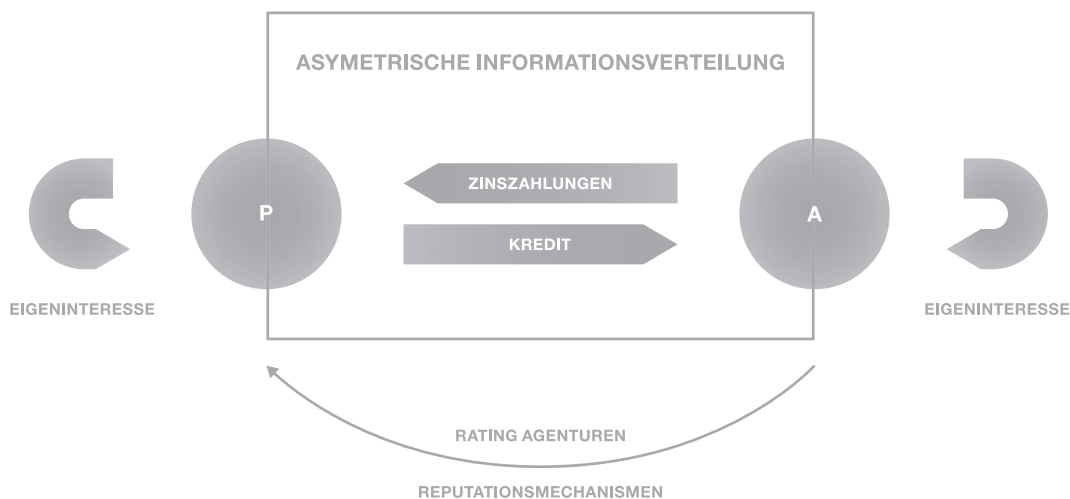 ASYMETRISCHE INFORMATIONSVERTEILUNG
ZINSZAHLUNGEN
P
A
KREDIT
EIGENINTERESSE
EIGENINTERESSE
RATING AGENTUREN
REPUTATIONSMECHANISMEN